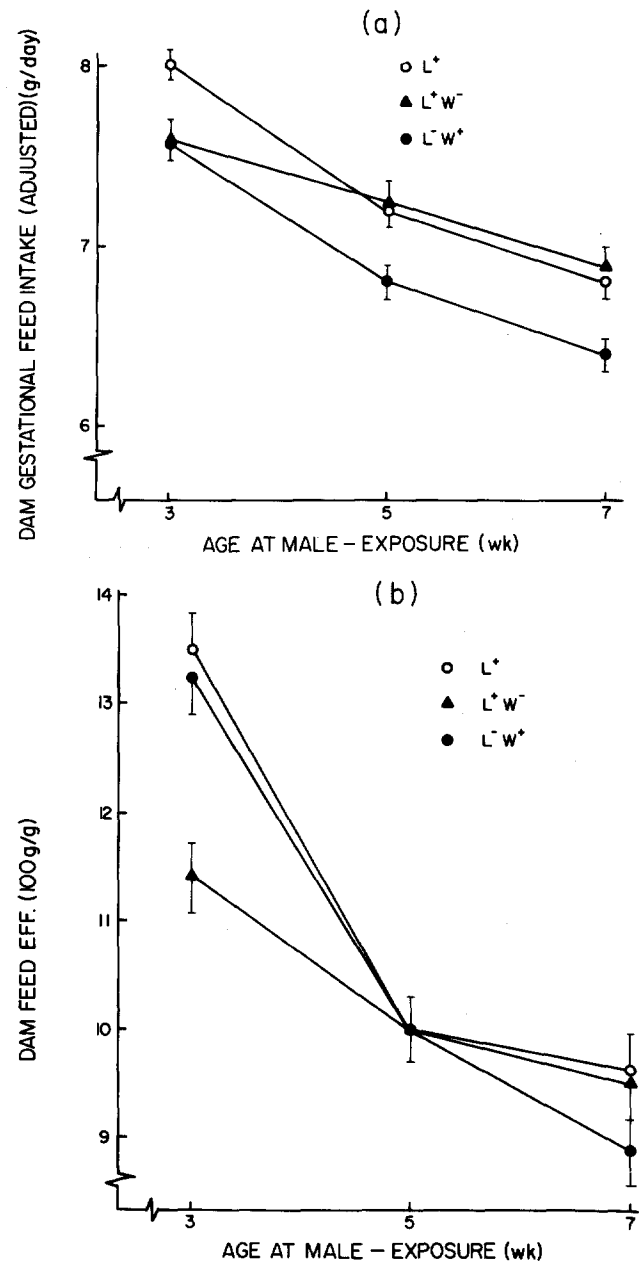 (a)
DAM GESTATIONAL FEED INTAKE (ADJUSTED)(g/day)
8
7
6
L⁺
L⁺W⁻
L⁻W⁺
3
5
7
AGE AT MALE-EXPOSURE (wk)
(b)
DAM FEED EFF. (100g/g)
14
13
12
11
10
9
L⁺
L⁺W⁻
L⁻W⁺
3
5
7
AGE AT MALE-EXPOSURE (wk)